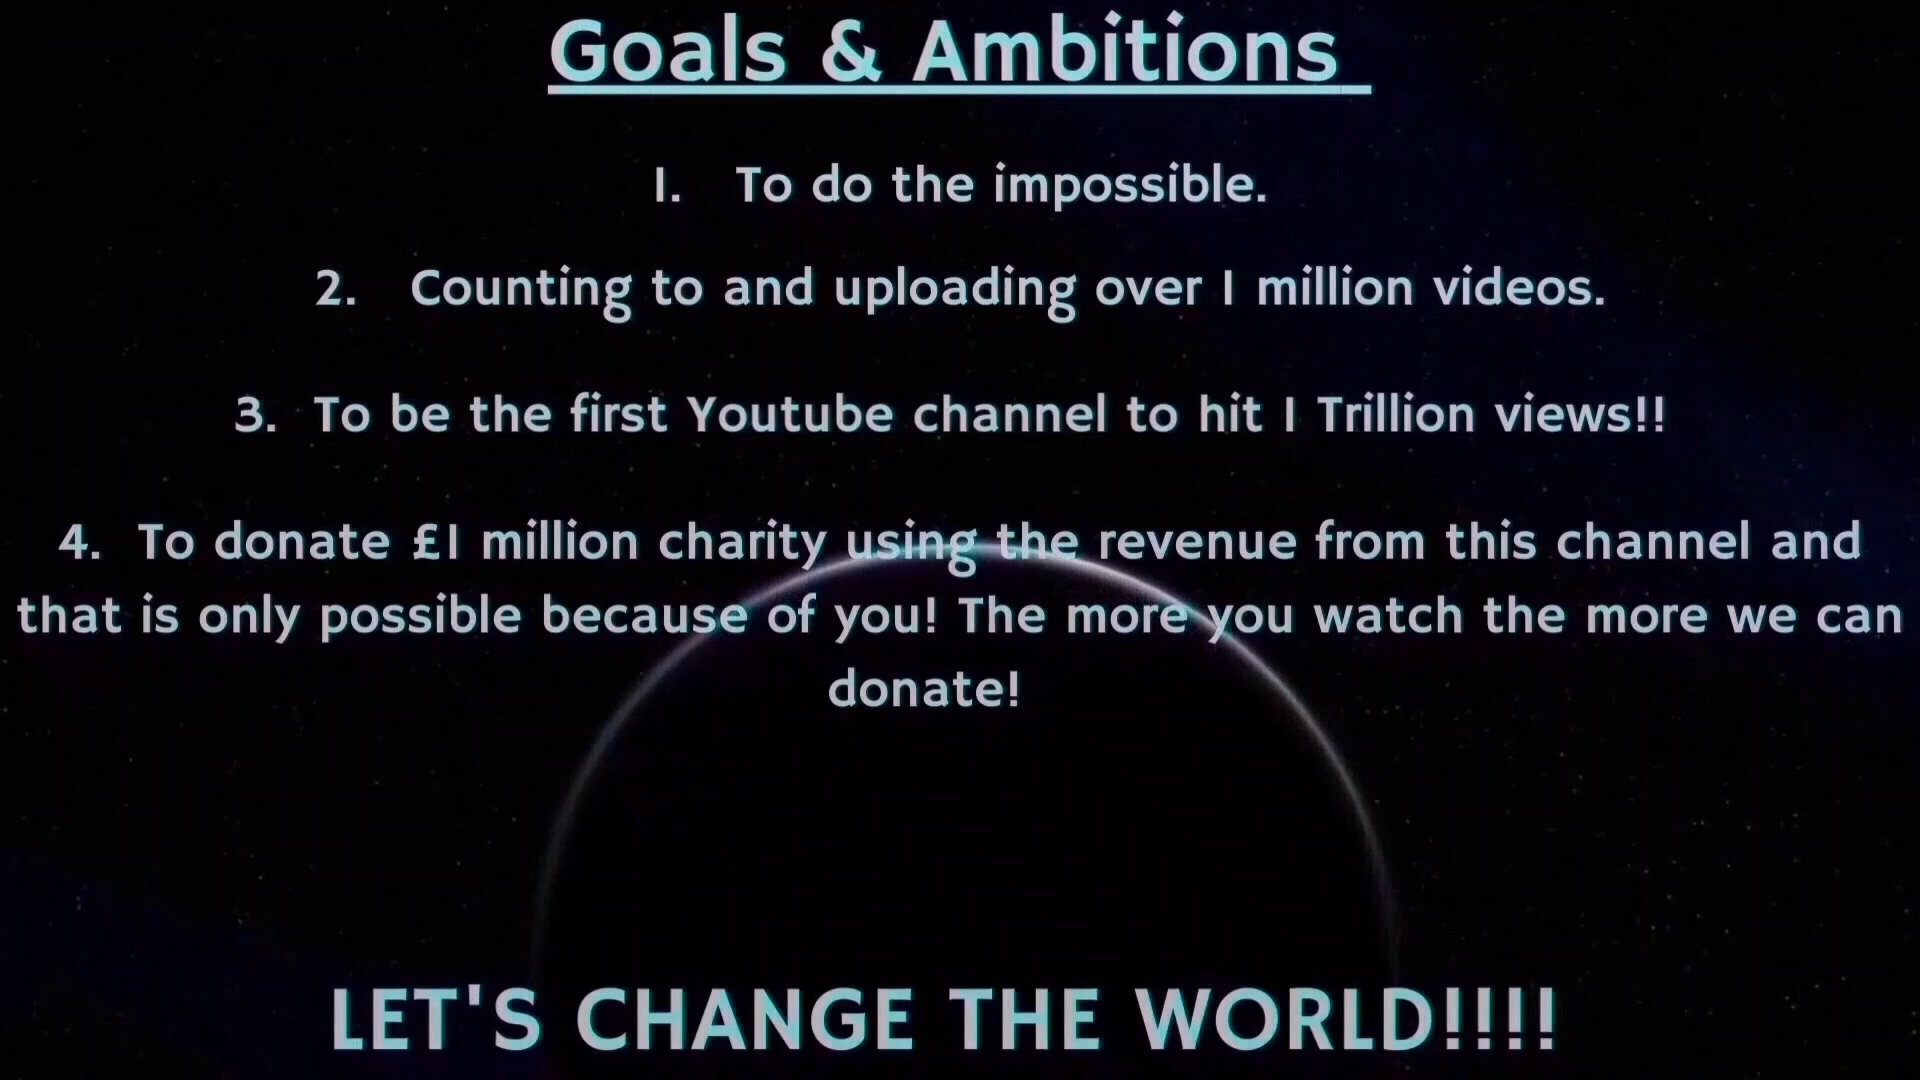 Goals & Ambitions
1. To do the impossible.
2. Counting to and uploading over 1 million videos.
3. To be the first Youtube channel to hit 1 Trillion views!!
4. To donate £1 million charity using the revenue from this channel and
that is only possible because of you! The more you watch the more we can
donate!
LET'S CHANGE THE WORLD!!!!